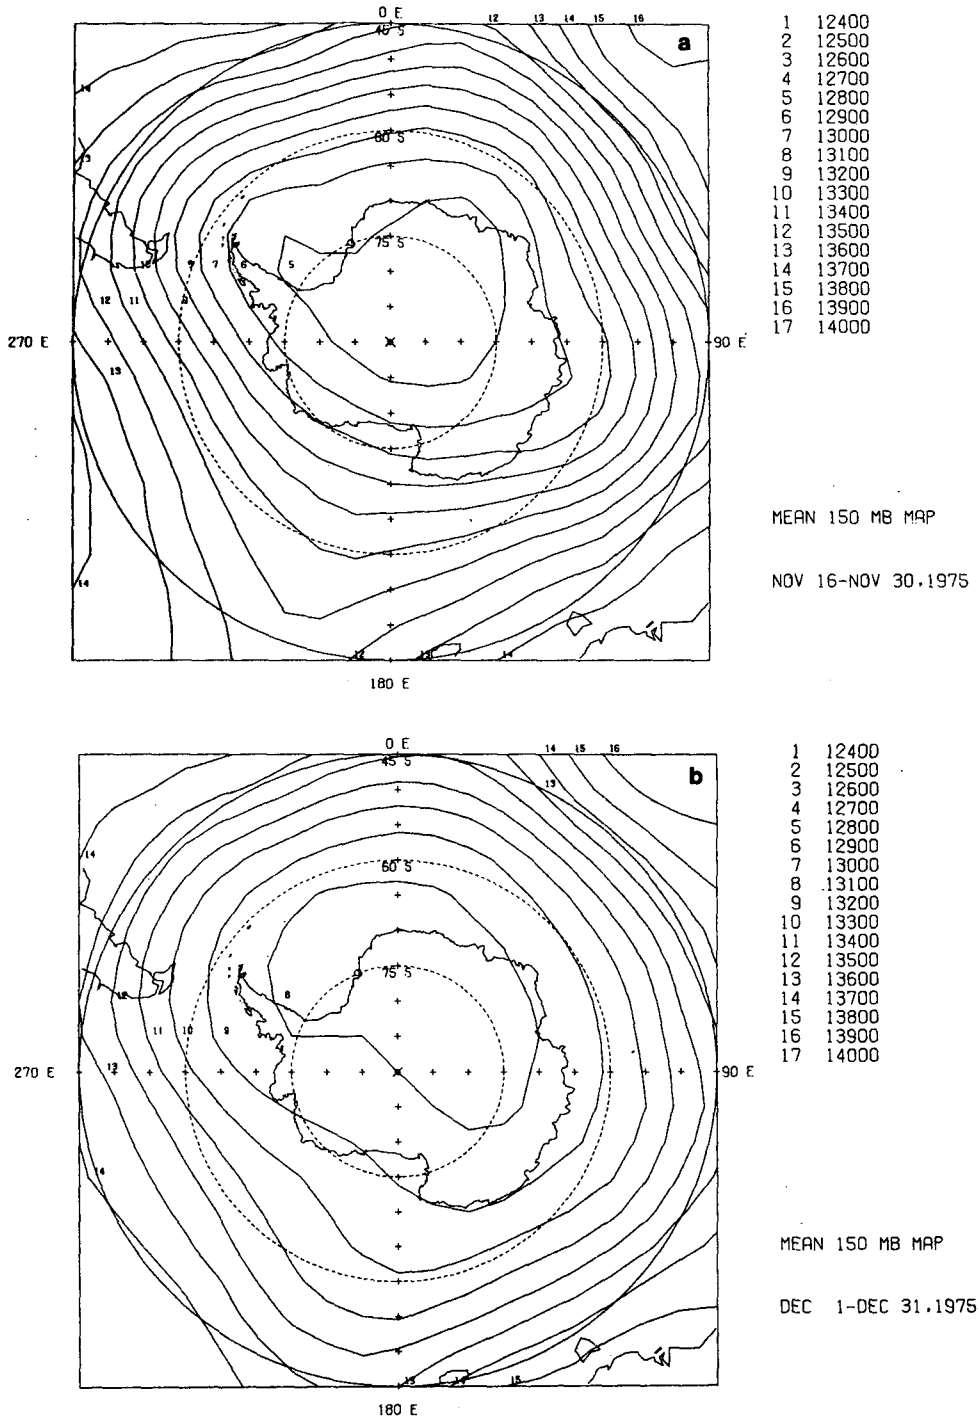 0 E
12 13 14 15 16
45 S
a
14
13
60 S
75 S
10 9 7 6 5
12 11 8
270 E
90 E
13
14
12 13 14
180 E
1 12400
2 12500
3 12600
4 12700
5 12800
6 12900
7 13000
8 13100
9 13200
10 13300
11 13400
12 13500
13 13600
14 13700
15 13800
16 13900
17 14000
MEAN 150 MB MAP
NOV 16-NOV 30,1975
0 E
14 15 16
45 S
b
13
14
60 S
75 S
12 8
11 10 9
270 E
90 E
13
14
13 14 15
180 E
1 12400
2 12500
3 12600
4 12700
5 12800
6 12900
7 13000
8 13100
9 13200
10 13300
11 13400
12 13500
13 13600
14 13700
15 13800
16 13900
17 14000
MEAN 150 MB MAP
DEC 1-DEC 31,1975